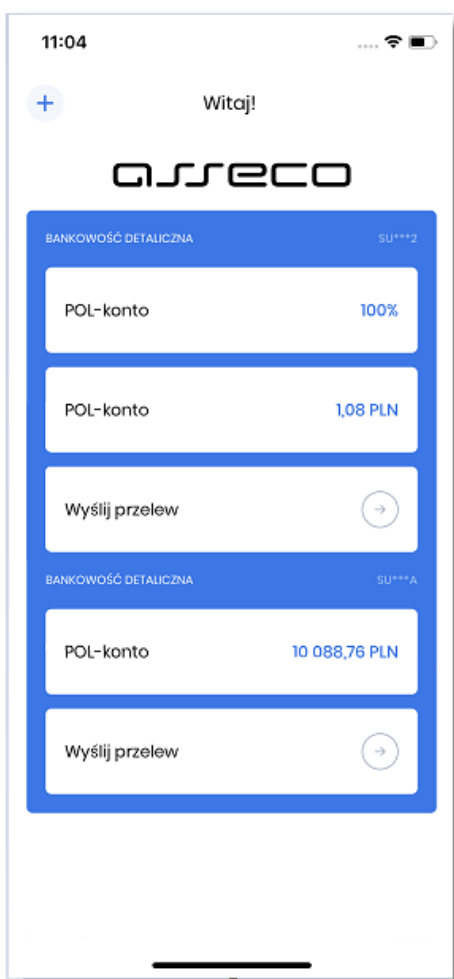 11:04
Witaj!
asseco
BANKOWOŚĆ DETALICZNA SU***2
POL-konto 100%
POL-konto 1,08 PLN
Wyślij przelew
BANKOWOŚĆ DETALICZNA SU***A
POL-konto 10 088,76 PLN
Wyślij przelew